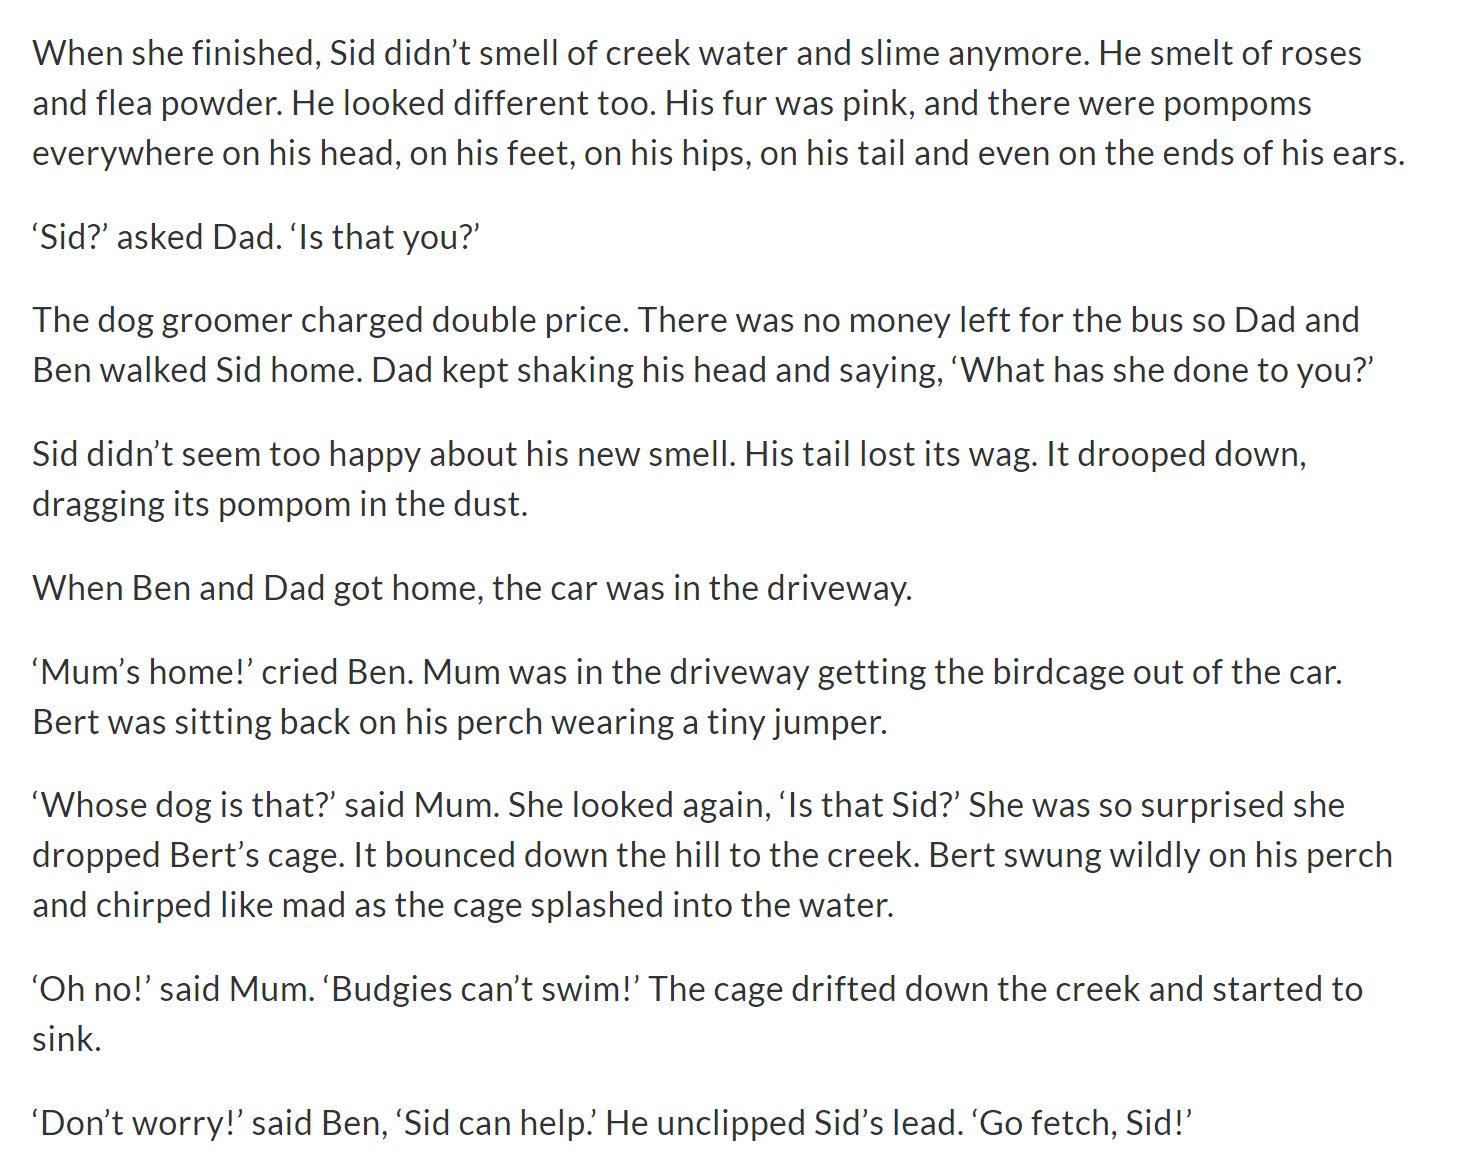 When she finished, Sid didn’t smell of creek water and slime anymore. He smelt of roses
and flea powder. He looked different too. His fur was pink, and there were pompoms
everywhere on his head, on his feet, on his hips, on his tail and even on the ends of his ears.
‘Sid?’ asked Dad. ‘Is that you?’
The dog groomer charged double price. There was no money left for the bus so Dad and
Ben walked Sid home. Dad kept shaking his head and saying, ‘What has she done to you?’
Sid didn’t seem too happy about his new smell. His tail lost its wag. It drooped down,
dragging its pompom in the dust.
When Ben and Dad got home, the car was in the driveway.
‘Mum’s home!’ cried Ben. Mum was in the driveway getting the birdcage out of the car.
Bert was sitting back on his perch wearing a tiny jumper.
‘Whose dog is that?’ said Mum. She looked again, ‘Is that Sid?’ She was so surprised she
dropped Bert’s cage. It bounced down the hill to the creek. Bert swung wildly on his perch
and chirped like mad as the cage splashed into the water.
‘Oh no!’ said Mum. ‘Budgies can’t swim!’ The cage drifted down the creek and started to
sink.
‘Don’t worry!’ said Ben, ‘Sid can help.’ He unclipped Sid’s lead. ‘Go fetch, Sid!’